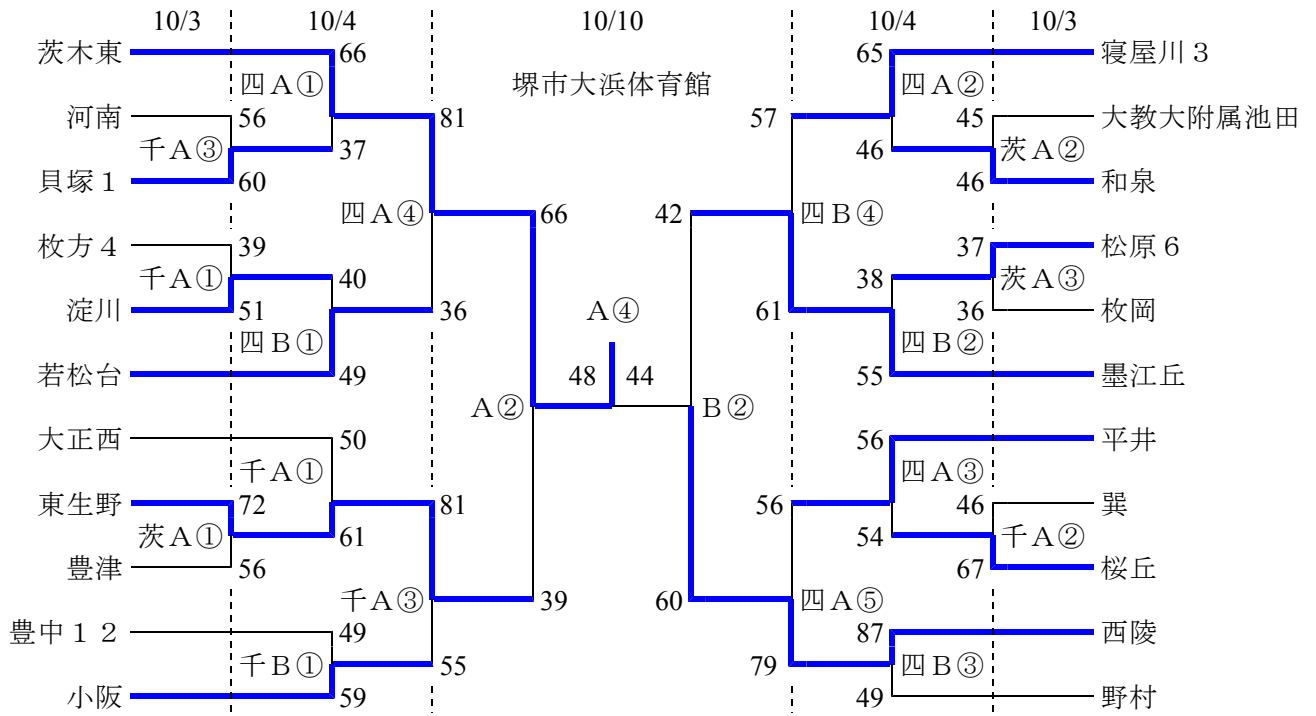 10/3 10/4 10/10 10/4 10/3
茨木東 66 65 寝屋川3
四A① 堺市大浜体育館 四A②
河南 56 81 57 45 大教大附属池田
千A③ 37 46 茨A②
貝塚1 60 46 和泉
四A④ 66 42 四B④
枚方4 39 37 松原6
千A① 40 38 茨A③
淀川 51 36 A④ 61 36 枚岡
四B① 四B②
若松台 49 48 44 55 墨江丘
A② B②
大正西 50 56 平井
千A① 四A③
東生野 72 81 56 46 巽
茨A① 61 54 千A②
豊津 56 67 桜丘
千A③ 39 60 四A⑤
豊中12 49 87 西陵
千B① 55 79 四B③
小阪 59 49 野村